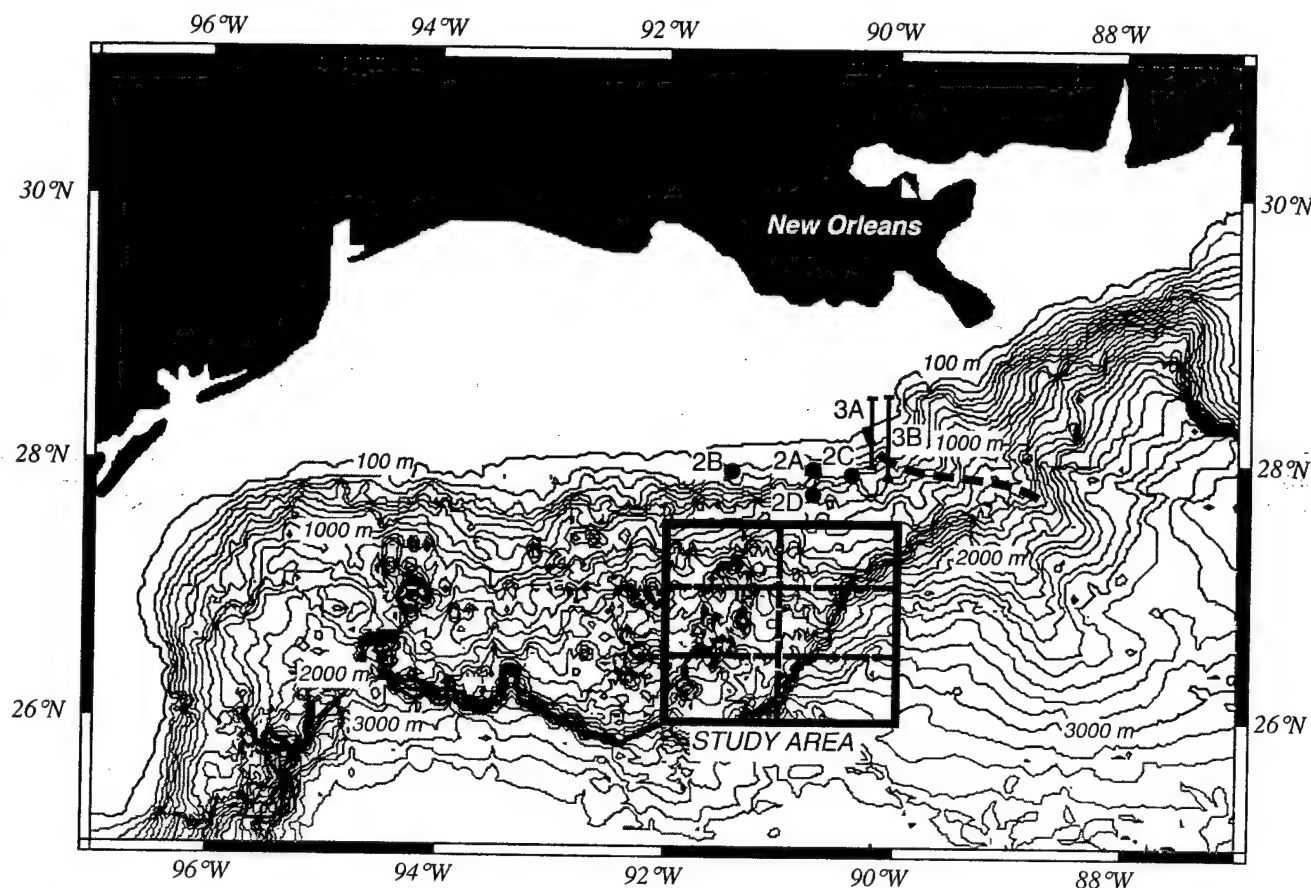 96°W 94°W 92°W 90°W 88°W
30°N 30°N
New Orleans
100 m
3A
3B
1000 m
28°N 28°N
100 m
2B 2A 2C
2D
1000 m
2000 m
2000 m
26°N 3000 m 3000 m 26°N
STUDY AREA
96°W 94°W 92°W 90°W 88°W